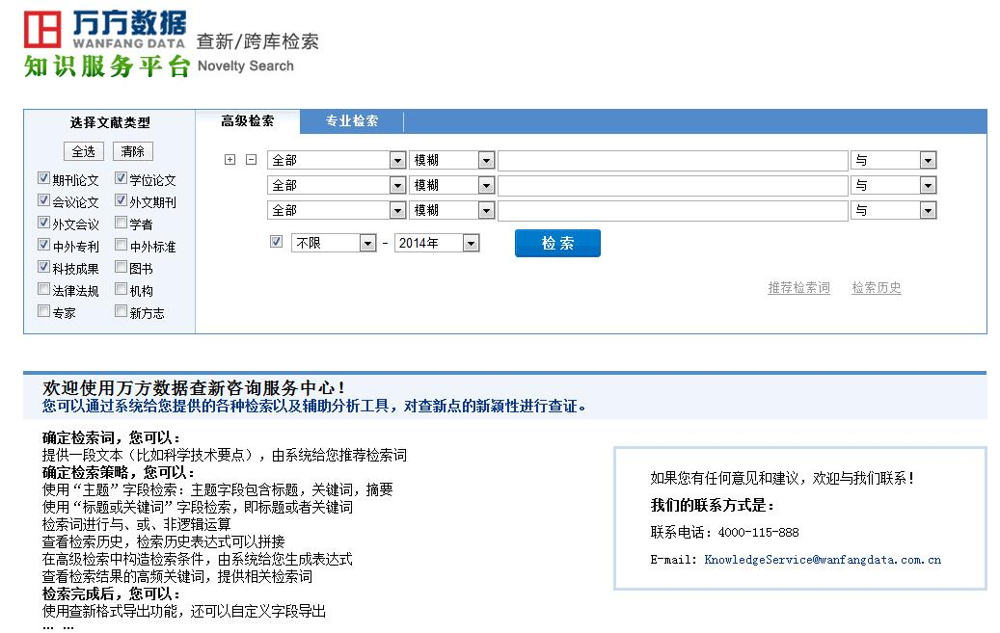 万方数据
WANFANG DATA
知识服务平台
查新/跨库检索
Novelty Search
选择文献类型
全选 清除
期刊论文 学位论文
会议论文 外文期刊
外文会议 学者
中外专利 中外标准
科技成果 图书
法律法规 机构
专家 新方志
高级检索 专业检索
全部 模糊 与
全部 模糊 与
全部 模糊 与
不限 - 2014年 检索
推荐检索词 检索历史
欢迎使用万方数据查新咨询服务中心！
您可以通过系统给您提供的各种检索以及辅助分析工具，对查新点的新颖性进行查证。
确定检索词，您可以：
提供一段文本（比如科学技术要点），由系统给您推荐检索词
确定检索策略，您可以：
使用“主题”字段检索：主题字段包含标题，关键词，摘要
使用“标题或关键词”字段检索，即标题或者关键词
检索词进行与、或、非逻辑运算
查看检索历史，检索历史表达式可以拼接
在高级检索中构造检索条件，由系统给您生成表达式
查看检索结果的高频关键词，提供相关检索词
检索完成后，您可以：
使用查新格式导出功能，还可以自定义字段导出
... ...
如果您有任何意见和建议，欢迎与我们联系！
我们的联系方式是：
联系电话：4000-115-888
E-mail: KnowledgeService@wanfangdata.com.cn